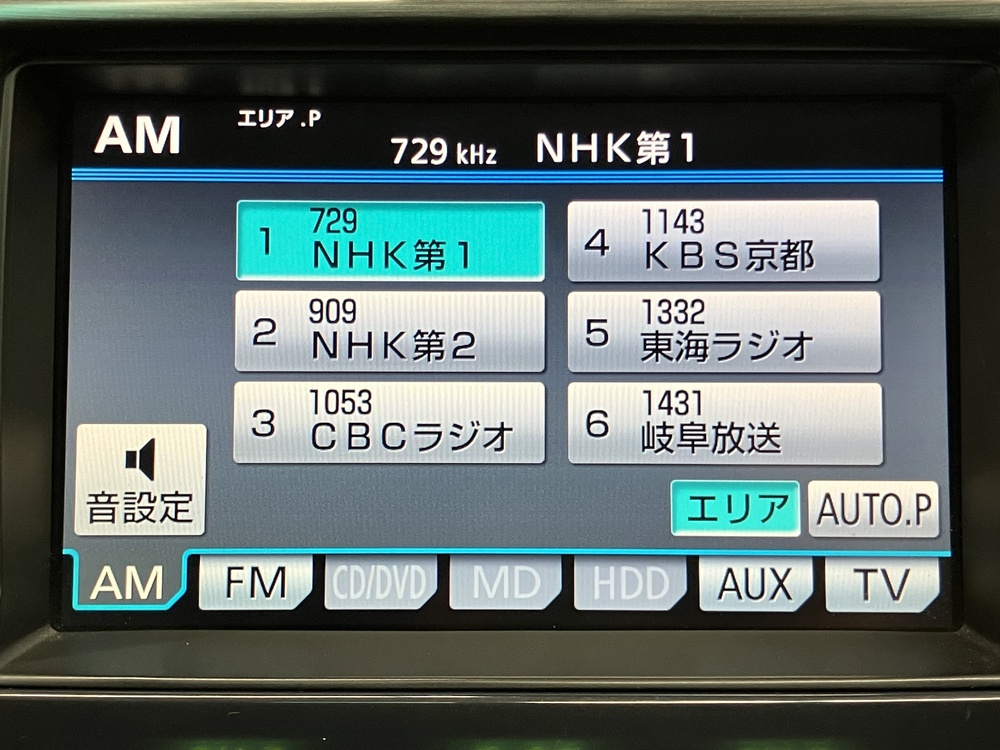 AM エリア.P
729 kHz NHK第1
1 729
NHK第1
4 1143
KBS京都
2 909
NHK第2
5 1332
東海ラジオ
3 1053
CBCラジオ
6 1431
岐阜放送
音設定
エリア AUTO.P
AM FM CD/DVD MD HDD AUX TV